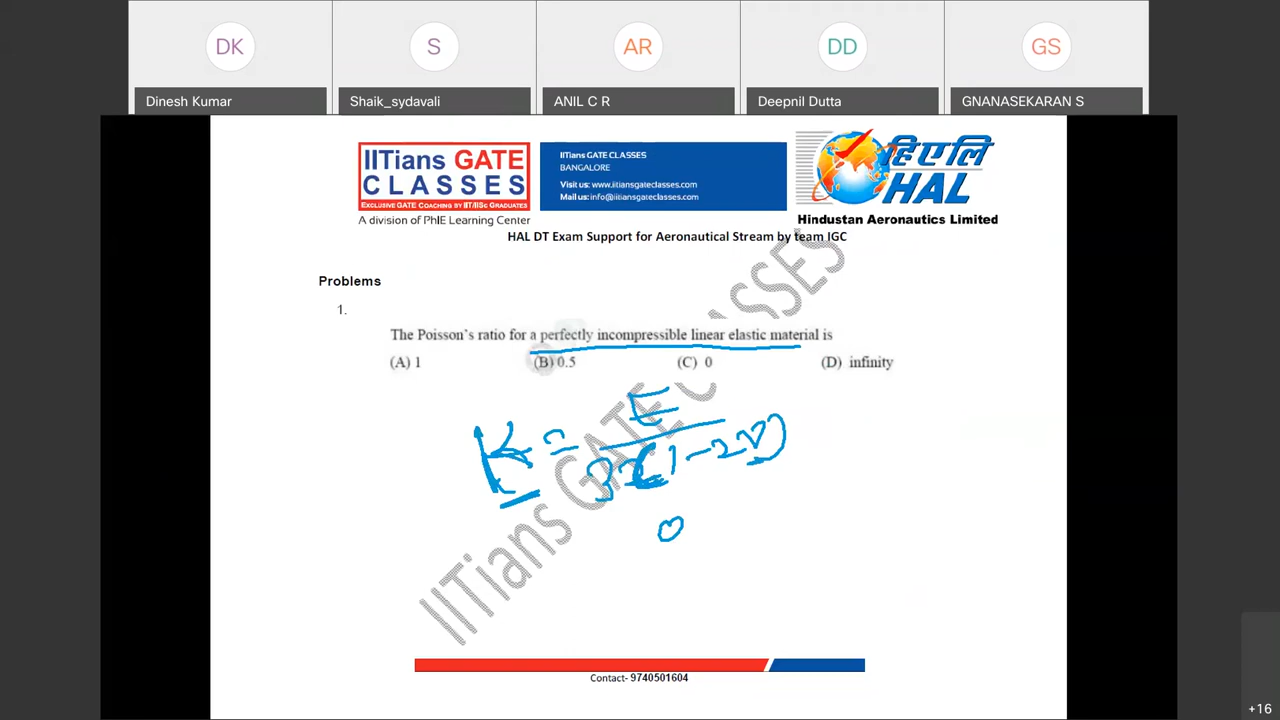 DK S AR DD GS
Dinesh Kumar Shaik_sydavali ANIL C R Deepnil Dutta GNANASEKARAN S
IITians GATE
CLASSES
EXCLUSIVE GATE COACHING BY IIT/IISc GRADUATES
A division of PhIE Learning Center
IITians GATE CLASSES
BANGALORE
Visit us: www.iitiansgateclasses.com
Mail us: info@iitiansgateclasses.com
हिएलि
HAL
Hindustan Aeronautics Limited
HAL DT Exam Support for Aeronautical Stream by team IGC
Problems
1.
The Poisson's ratio for a perfectly incompressible linear elastic material is
(A) 1 (B) 0.5 (C) 0 (D) infinity
E
K =
3 (1-2ν)
0
IITians GATE CLASSES
Contact- 9740501604
+16